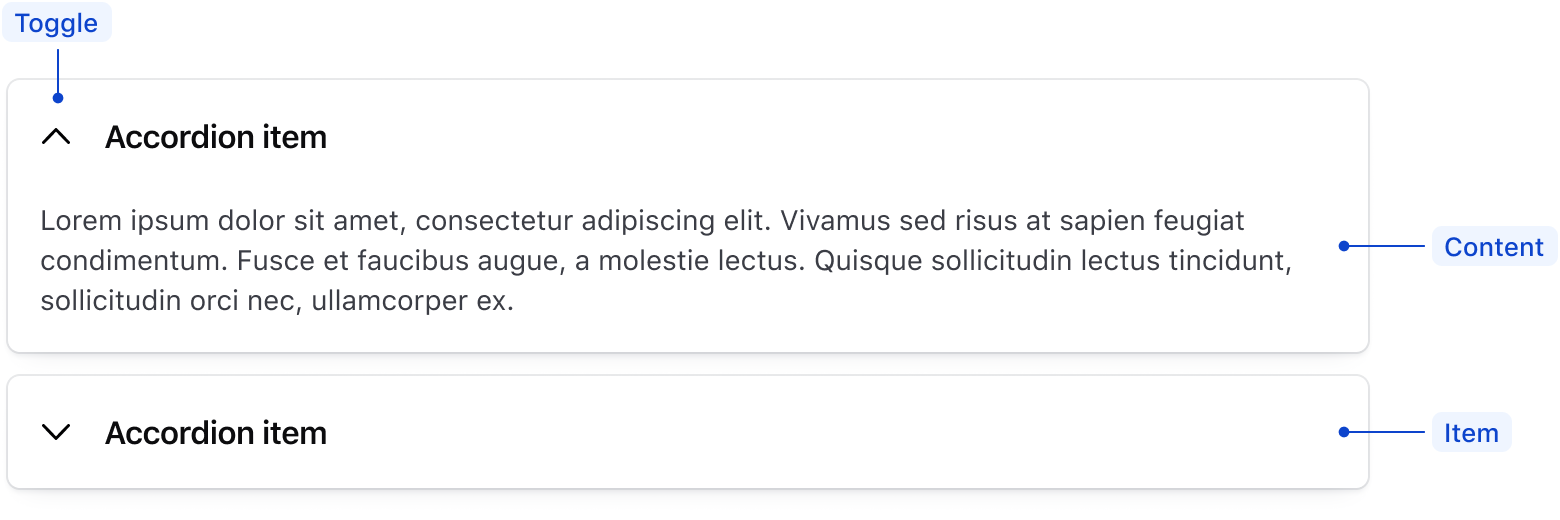 Toggle
Accordion item
Lorem ipsum dolor sit amet, consectetur adipiscing elit. Vivamus sed risus at sapien feugiat
condimentum. Fusce et faucibus augue, a molestie lectus. Quisque sollicitudin lectus tincidunt,
sollicitudin orci nec, ullamcorper ex.
Content
Accordion item
Item